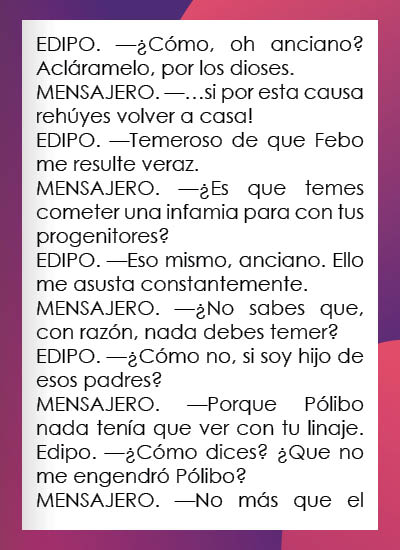 EDIPO. —¿Cómo, oh anciano?
Acláramelo, por los dioses.
MENSAJERO. —…si por esta causa
rehúyes volver a casa!
EDIPO. —Temeroso de que Febo
me resulte veraz.
MENSAJERO. —¿Es que temes
cometer una infamia para con tus
progenitores?
EDIPO. —Eso mismo, anciano. Ello
me asusta constantemente.
MENSAJERO. —¿No sabes que,
con razón, nada debes temer?
EDIPO. —¿Cómo no, si soy hijo de
esos padres?
MENSAJERO. —Porque Pólibo
nada tenía que ver con tu linaje.
Edipo. —¿Cómo dices? ¿Que no
me engendró Pólibo?
MENSAJERO. —No más que el